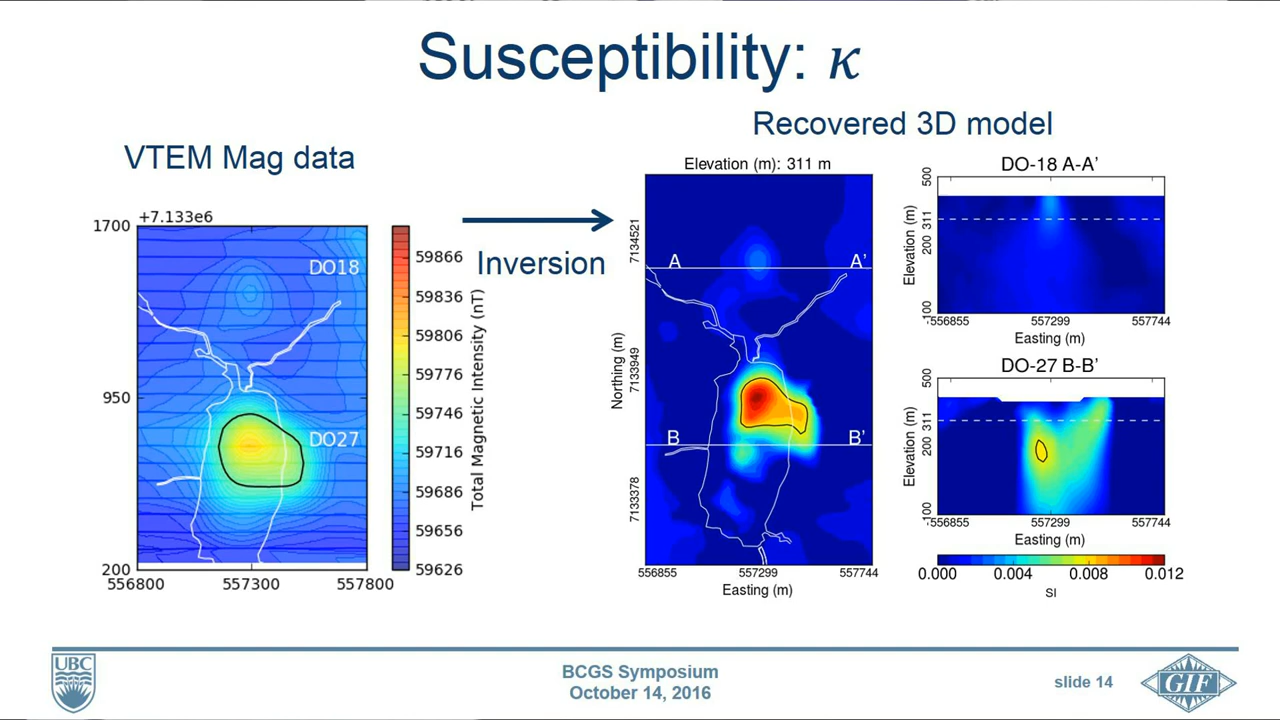 Susceptibility: κ
VTEM Mag data
+7.133e6
1700
950
200
556800
557300
557800
DO18
DO27
59866
59836
59806
59776
59746
59716
59686
59656
59626
Total Magnetic Intensity (nT)
Inversion
Recovered 3D model
Elevation (m): 311 m
7134521
7133949
7133378
Northing (m)
A
A'
B
B'
556855
557299
557744
Easting (m)
DO-18 A-A'
500
311
200
-100
Elevation (m)
556855
557299
557744
Easting (m)
DO-27 B-B'
500
311
200
-100
Elevation (m)
556855
557299
557744
Easting (m)
0.000
0.004
0.008
0.012
SI
UBC
BCGS Symposium
October 14, 2016
slide 14
GIF